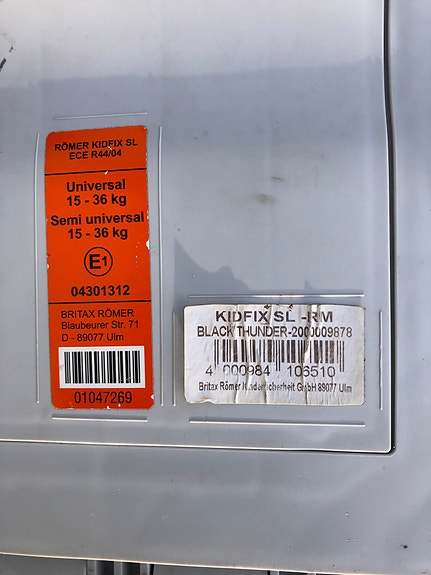 RÖMER KIDFIX SL
ECE R44/04
Universal
15 - 36 kg
Semi universal
15 - 36 kg
E1
04301312
BRITAX RÖMER
Blaubeurer Str. 71
D - 89077 Ulm
01047269
KIDFIX SL -RM
BLACK THUNDER-2000009878
4 000984 106510
Britax Römer Kindersicherheit GmbH 89077 Ulm